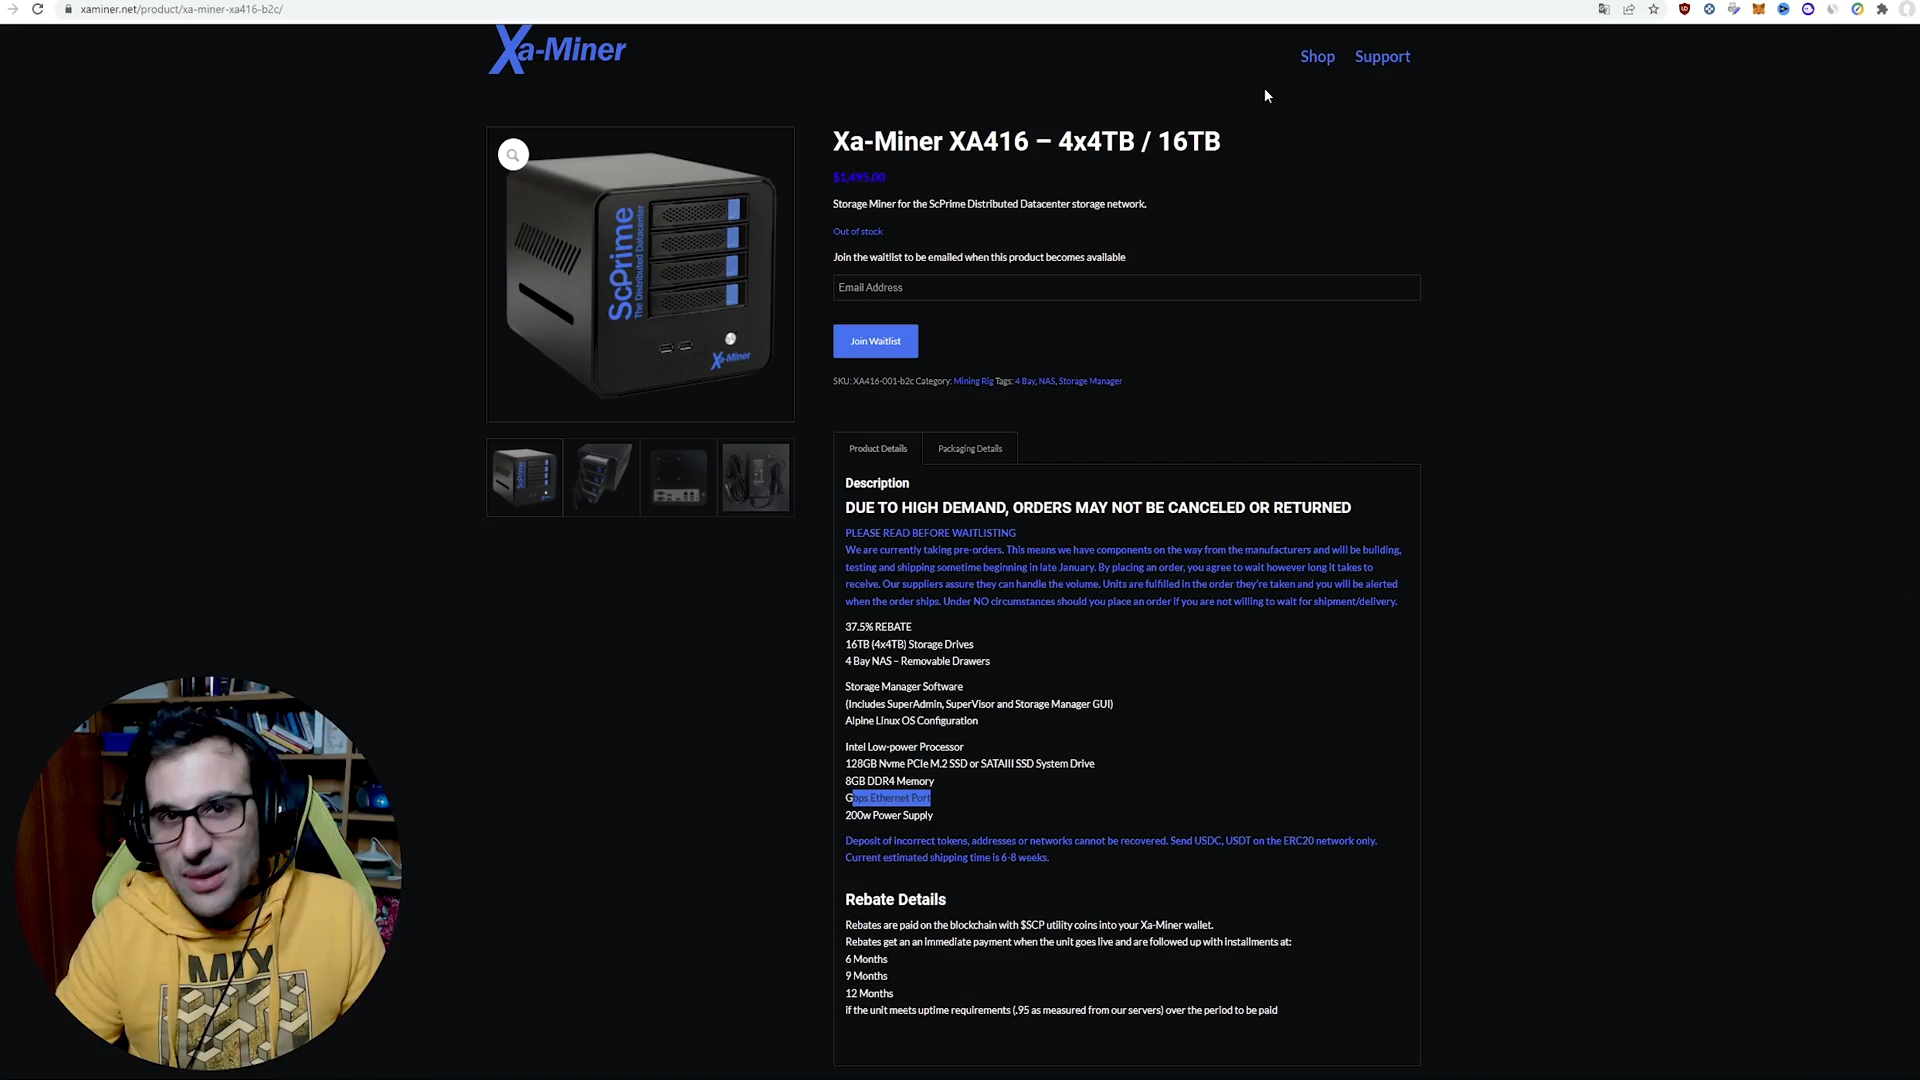 xaminer.net/product/xa-miner-xa416-b2c/
Xa-Miner
Shop
Support
Xa-Miner XA416 – 4x4TB / 16TB
$1,495.00
Storage Miner for the ScPrime Distributed Datacenter storage network.
Out of stock
Join the waitlist to be emailed when this product becomes available
Email Address
Join Waitlist
SKU: XA416-001-b2c Category: Mining Rig Tags: 4 Bay, NAS, Storage Manager
ScPrime
The Distributed Datacenter
Xa-Miner
Product Details
Packaging Details
Description
DUE TO HIGH DEMAND, ORDERS MAY NOT BE CANCELED OR RETURNED
PLEASE READ BEFORE WAITLISTING
We are currently taking pre-orders. This means we have components on the way from the manufacturers and will be building,
testing and shipping sometime beginning in late January. By placing an order, you agree to wait however long it takes to
receive. Our suppliers assure they can handle the volume. Units are fulfilled in the order they're taken and you will be alerted
when the order ships. Under NO circumstances should you place an order if you are not willing to wait for shipment/delivery.
37.5% REBATE
16TB (4x4TB) Storage Drives
4 Bay NAS – Removable Drawers
Storage Manager Software
(Includes SuperAdmin, SuperVisor and Storage Manager GUI)
Alpine Linux OS Configuration
Intel Low-power Processor
128GB Nvme PCIe M.2 SSD or SATAIII SSD System Drive
8GB DDR4 Memory
Gbps Ethernet Port
200w Power Supply
Deposit of incorrect tokens, addresses or networks cannot be recovered. Send USDC, USDT on the ERC20 network only.
Current estimated shipping time is 6-8 weeks.
Rebate Details
Rebates are paid on the blockchain with $SCP utility coins into your Xa-Miner wallet.
Rebates get an an immediate payment when the unit goes live and are followed up with installments at:
6 Months
9 Months
12 Months
if the unit meets uptime requirements (.95 as measured from our servers) over the period to be paid
MIX